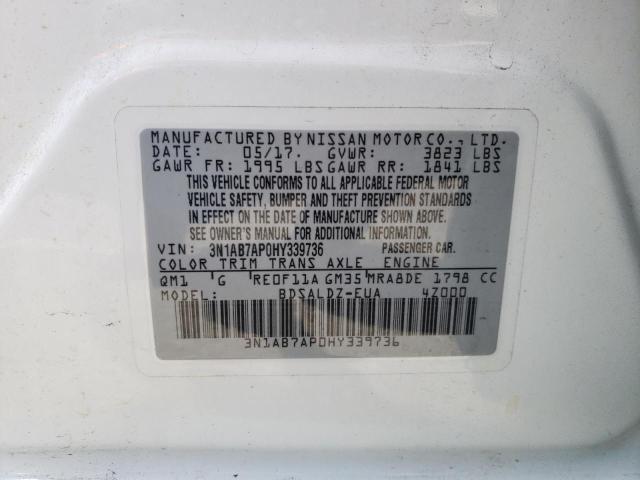 MANUFACTURED BY NISSAN MOTOR CO., LTD.
DATE: 05/17. GVWR: 3823 LBS
GAWR FR: 1995 LBS GAWR RR: 1841 LBS
THIS VEHICLE CONFORMS TO ALL APPLICABLE FEDERAL MOTOR
VEHICLE SAFETY, BUMPER AND THEFT PREVENTION STANDARDS
IN EFFECT ON THE DATE OF MANUFACTURE SHOWN ABOVE.
SEE OWNER'S MANUAL FOR ADDITIONAL INFORMATION
VIN: 3N1AB7AP0HY339736 PASSENGER CAR.
COLOR TRIM TRANS AXLE ENGINE
QM1 'G RE0F11A GM35 MRA8DE 1798 CC
MODEL: BDSALDZ-EUA 4Z000
3N1AB7AP0HY339736